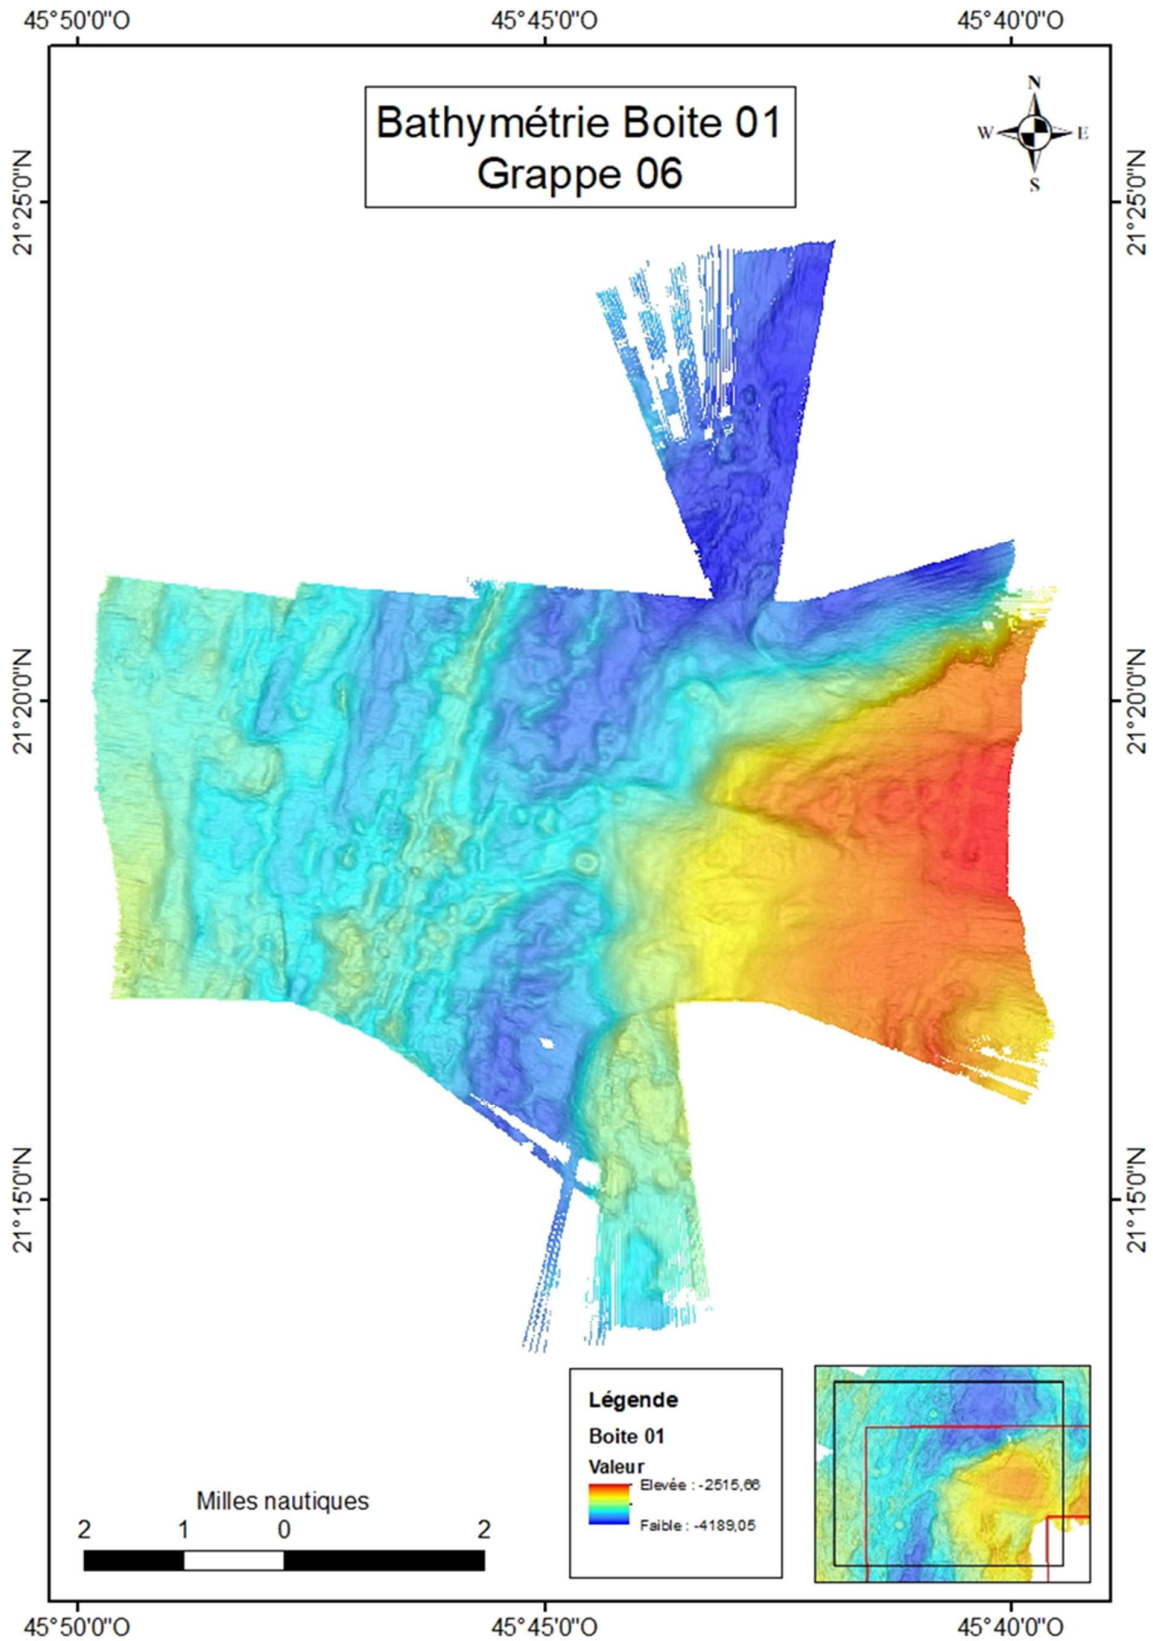 45°50'0"O
45°45'0"O
45°40'0"O
Bathymétrie Boite 01
Grappe 06
N
W
E
S
21°25'0"N
21°25'0"N
21°20'0"N
21°20'0"N
21°15'0"N
21°15'0"N
Légende
Boite 01
Valeur
Elevée : -2515,66
Faible : -4189,05
Milles nautiques
2
1
0
2
45°50'0"O
45°45'0"O
45°40'0"O